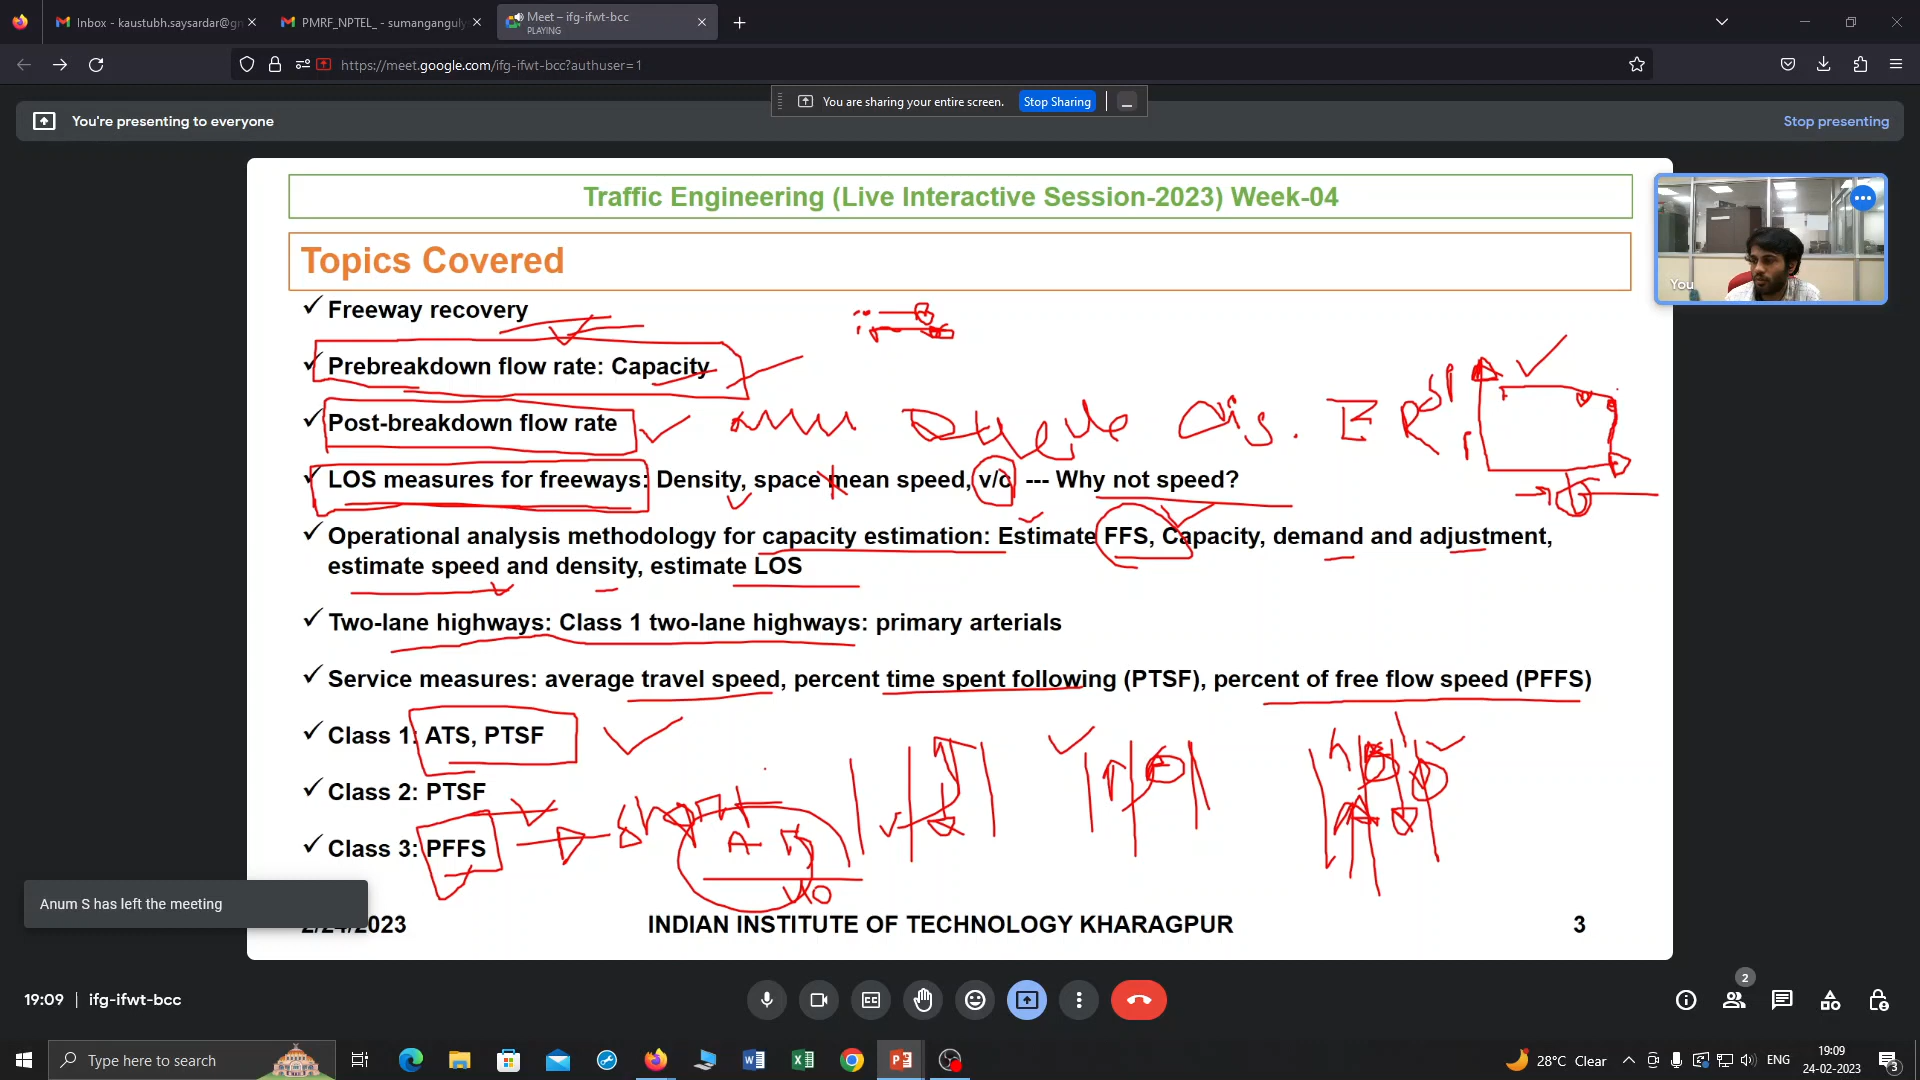 Inbox - kaustubh.saysardar@gm
PMRF_NPTEL_ - sumanganguly
Meet – ifg-ifwt-bcc
PLAYING
https://meet.google.com/ifg-ifwt-bcc?authuser=1
You are sharing your entire screen.
Stop Sharing
You're presenting to everyone
Stop presenting
Traffic Engineering (Live Interactive Session-2023) Week-04
You
Topics Covered
✓ Freeway recovery
✓ Prebreakdown flow rate: Capacity
✓ Post-breakdown flow rate
✓ LOS measures for freeways: Density, space mean speed, v/c --- Why not speed?
✓ Operational analysis methodology for capacity estimation: Estimate FFS, Capacity, demand and adjustment,
estimate speed and density, estimate LOS
✓ Two-lane highways: Class 1 two-lane highways: primary arterials
✓ Service measures: average travel speed, percent time spent following (PTSF), percent of free flow speed (PFFS)
✓ Class 1: ATS, PTSF
✓ Class 2: PTSF
✓ Class 3: PFFS
Anum S has left the meeting
2/24/2023
INDIAN INSTITUTE OF TECHNOLOGY KHARAGPUR
3
19:09 | ifg-ifwt-bcc
2
Type here to search
28°C Clear
ENG
19:09
24-02-2023
3